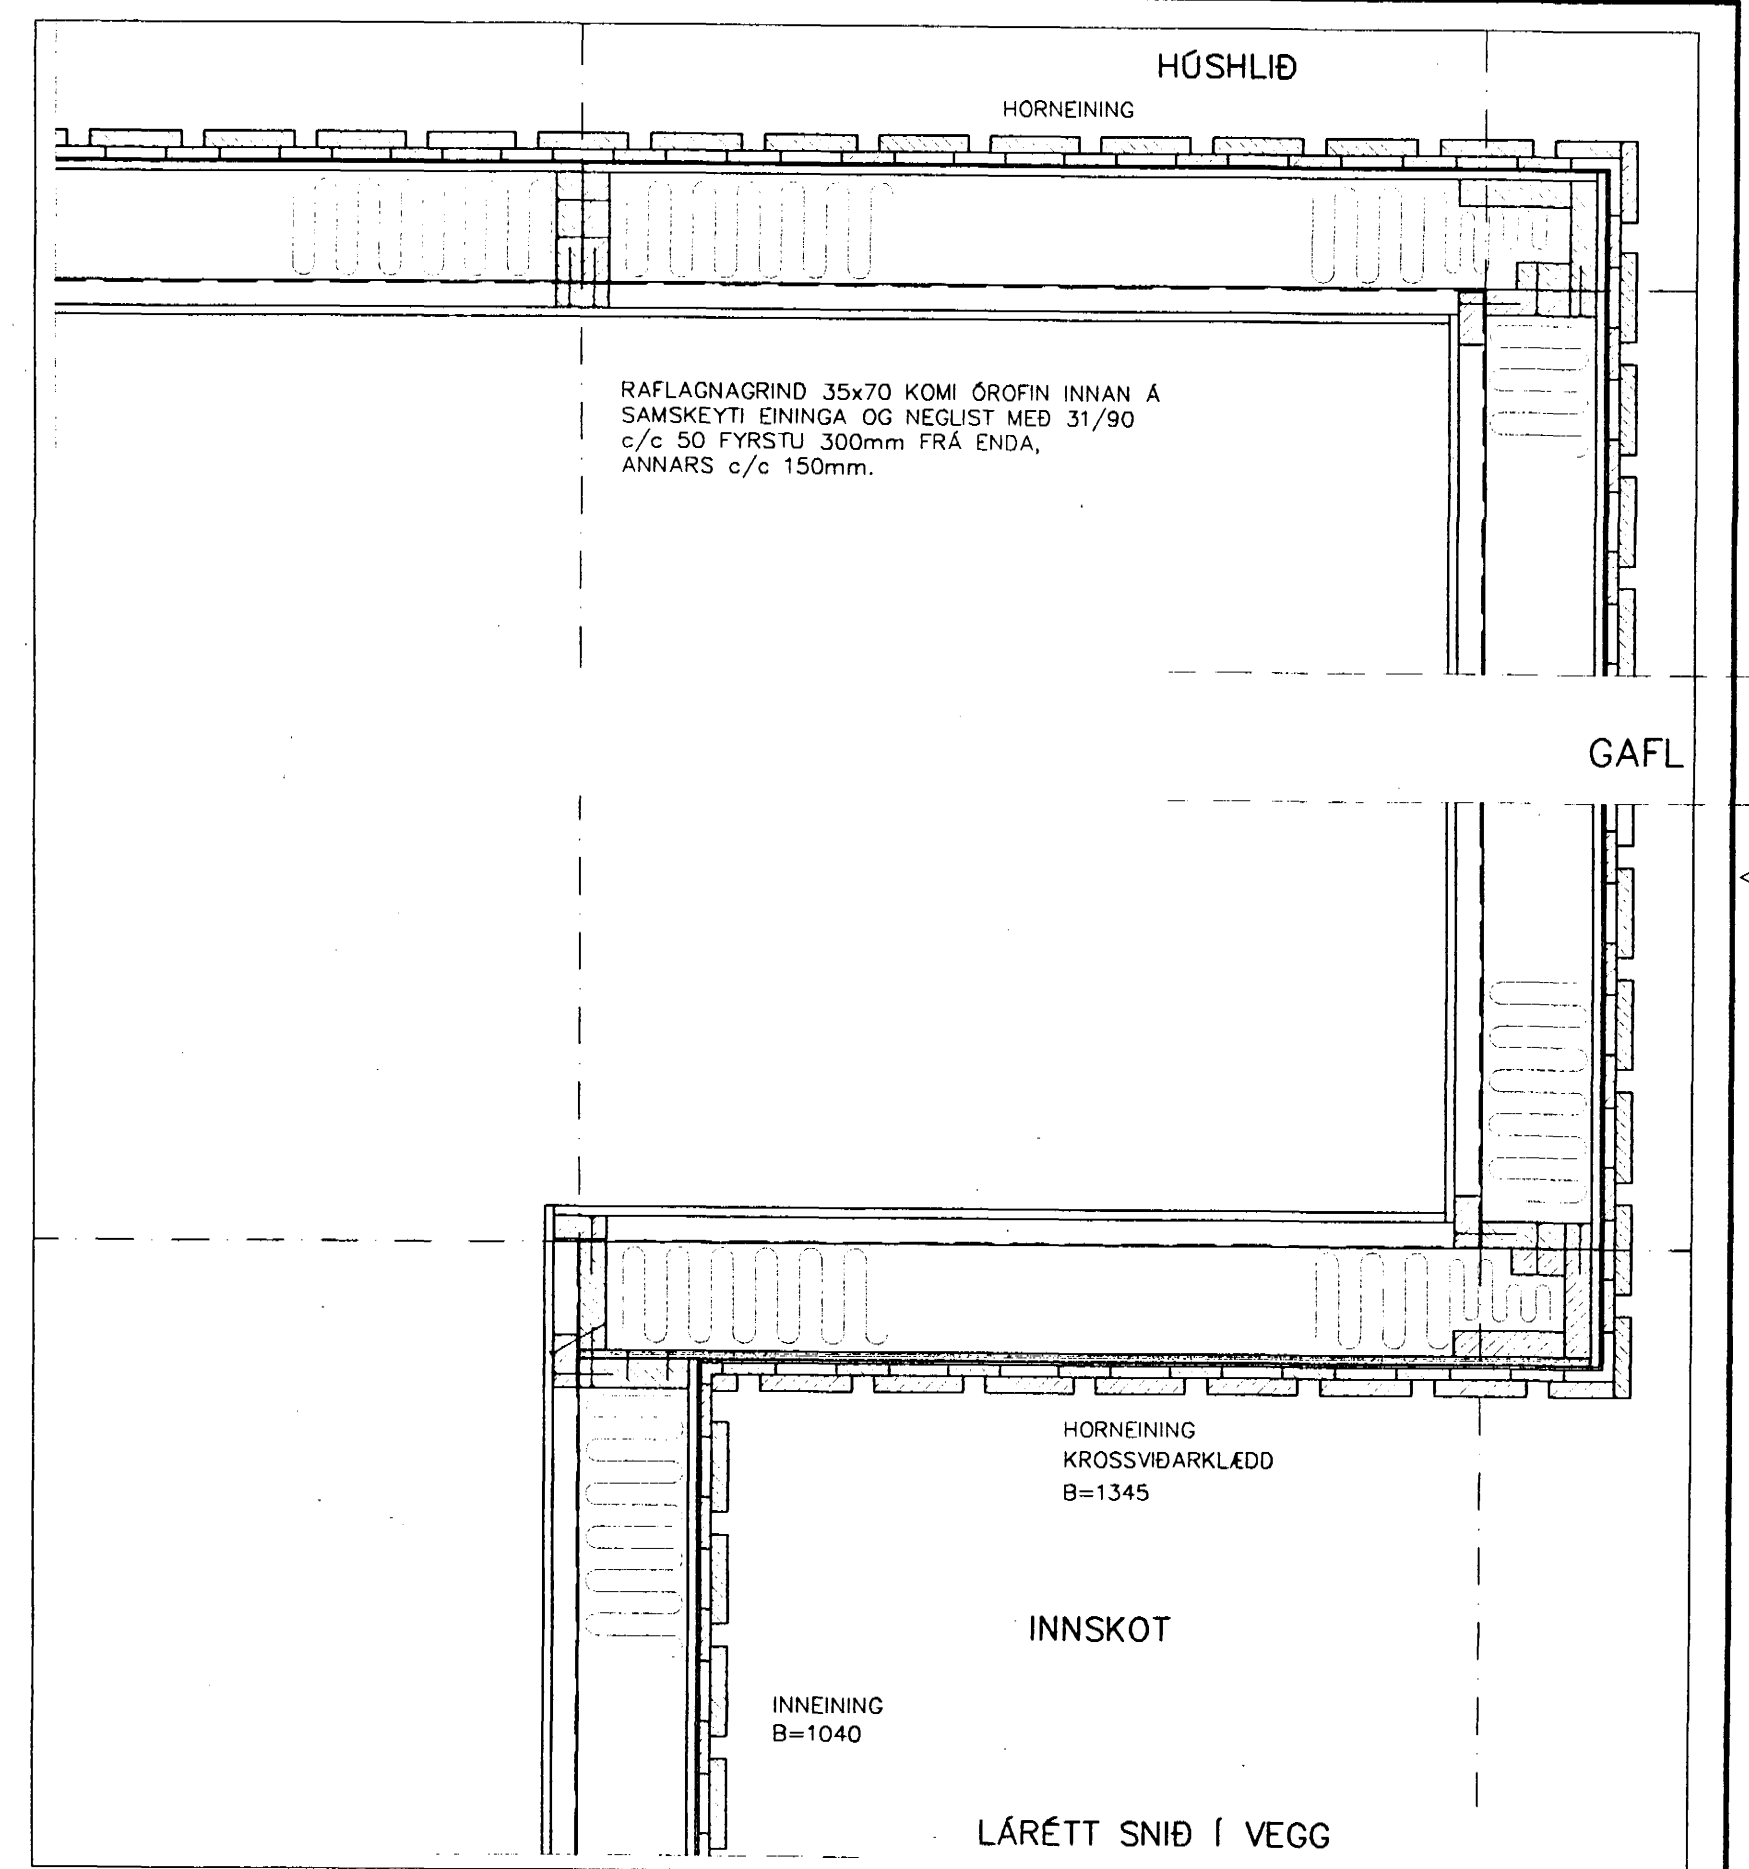 HÚSHLIÐ
HORNEINING
RAFLAGNAGRIND 35x70 KOMI ÓROFIN INNAN Á
SAMSKEYTI EININGA OG NEGLIST MEÐ 31/90
c/c 50 FYRSTU 300mm FRÁ ENDA,
ANNARS c/c 150mm.
GAFL
HORNEINING
KROSSVIÐARKLÆDD
B=1345
INNSKOT
INNEINING
B=1040
LÁRÉTT SNIÐ Í VEGG